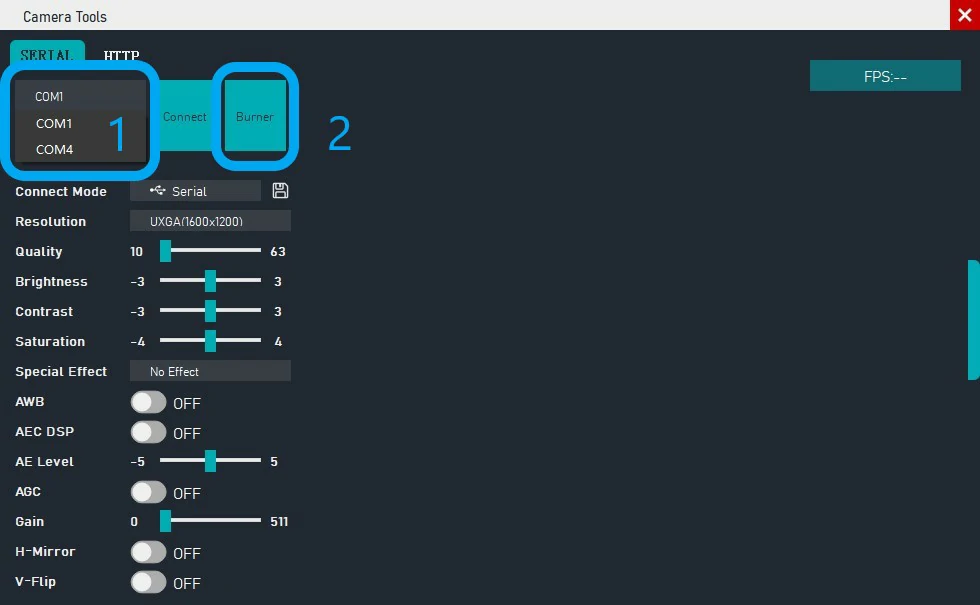 Camera Tools
SERIAL HTTP
FPS:--
COM1
COM1
COM4
1
Connect
Burner
2
Connect Mode Serial
Resolution UXGA(1600x1200)
Quality 10 63
Brightness -3 3
Contrast -3 3
Saturation -4 4
Special Effect No Effect
AWB OFF
AEC DSP OFF
AE Level -5 5
AGC OFF
Gain 0 511
H-Mirror OFF
V-Flip OFF